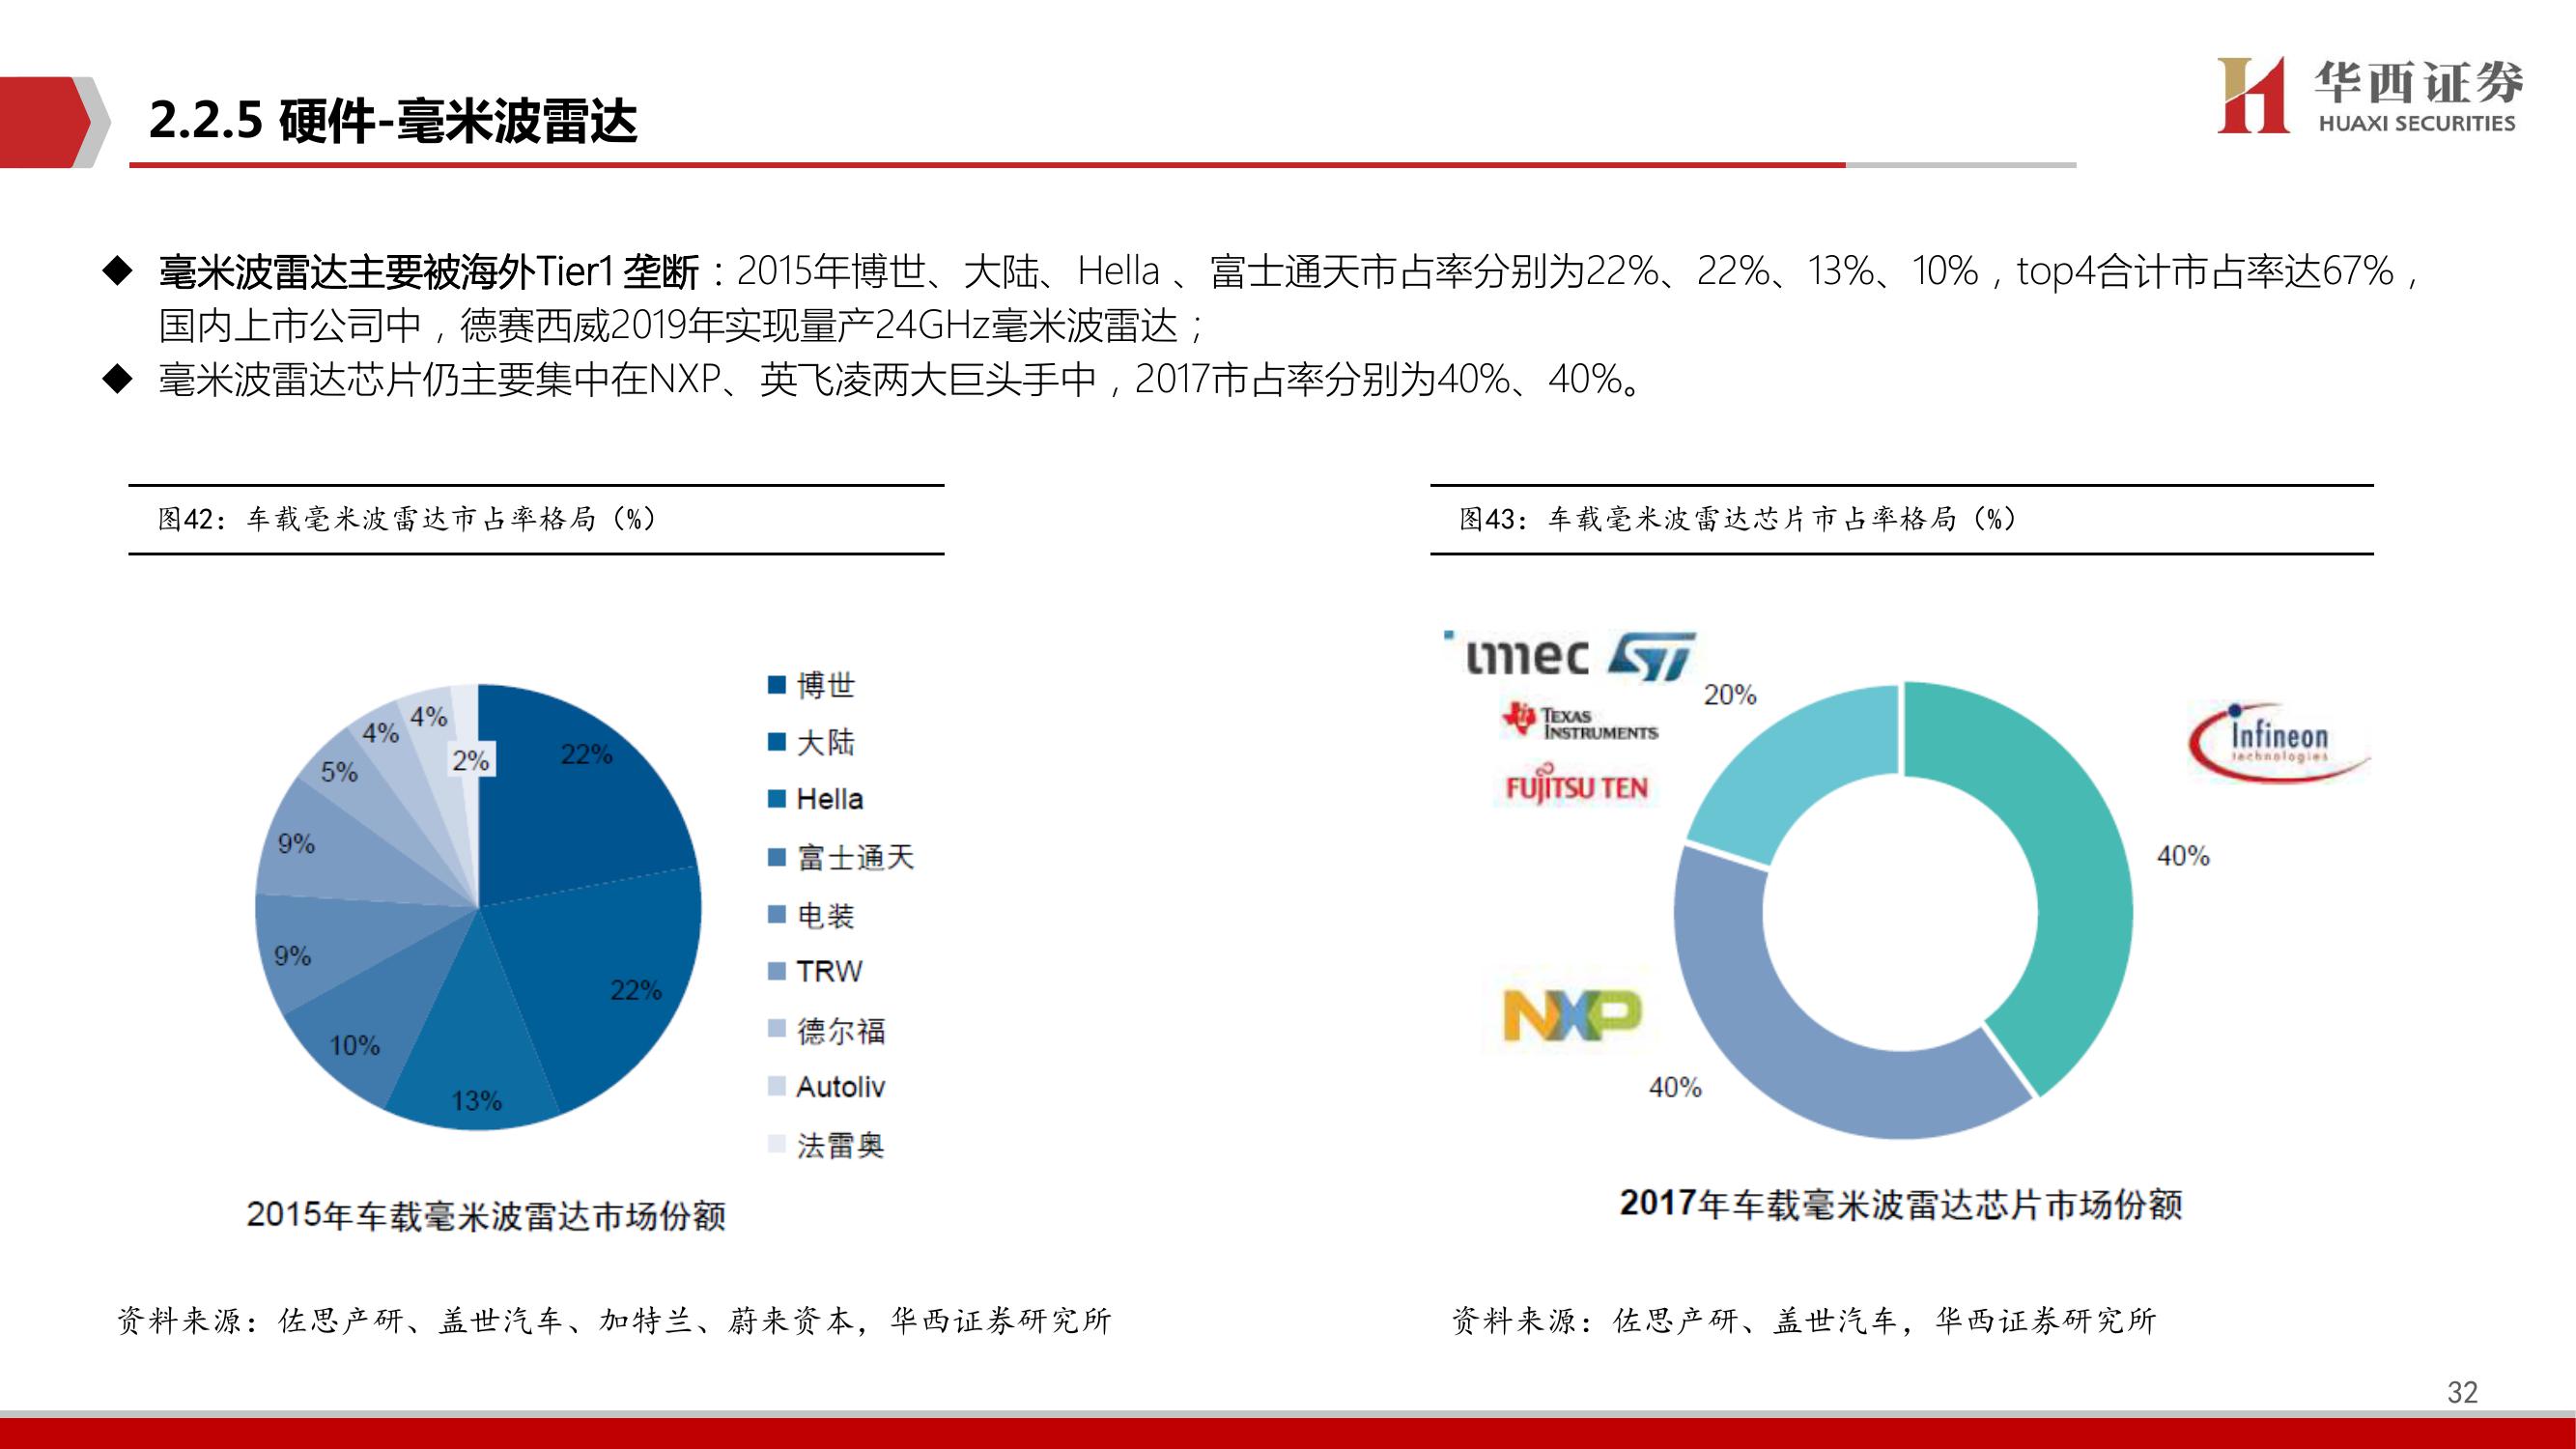 2.2.5 硬件-毫米波雷达
华西证券
HUAXI SECURITIES
◆ 毫米波雷达主要被海外Tier1 垄断：2015年博世、大陆、Hella 、富士通天市占率分别为22%、22%、13%、10%，top4合计市占率达67%，
国内上市公司中，德赛西威2019年实现量产24GHz毫米波雷达；
◆ 毫米波雷达芯片仍主要集中在NXP、英飞凌两大巨头手中，2017市占率分别为40%、40%。
图42：车载毫米波雷达市占率格局（%）
22%
22%
13%
10%
9%
9%
5%
4%
4%
2%
博世
大陆
Hella
富士通天
电装
TRW
德尔福
Autoliv
法雷奥
2015年车载毫米波雷达市场份额
资料来源：佐思产研、盖世汽车、加特兰、蔚来资本，华西证券研究所
图43：车载毫米波雷达芯片市占率格局（%）
imec ST
TEXAS
INSTRUMENTS
FUJITSU TEN
20%
Infineon
technologies
40%
NXP
40%
2017年车载毫米波雷达芯片市场份额
资料来源：佐思产研、盖世汽车，华西证券研究所
32